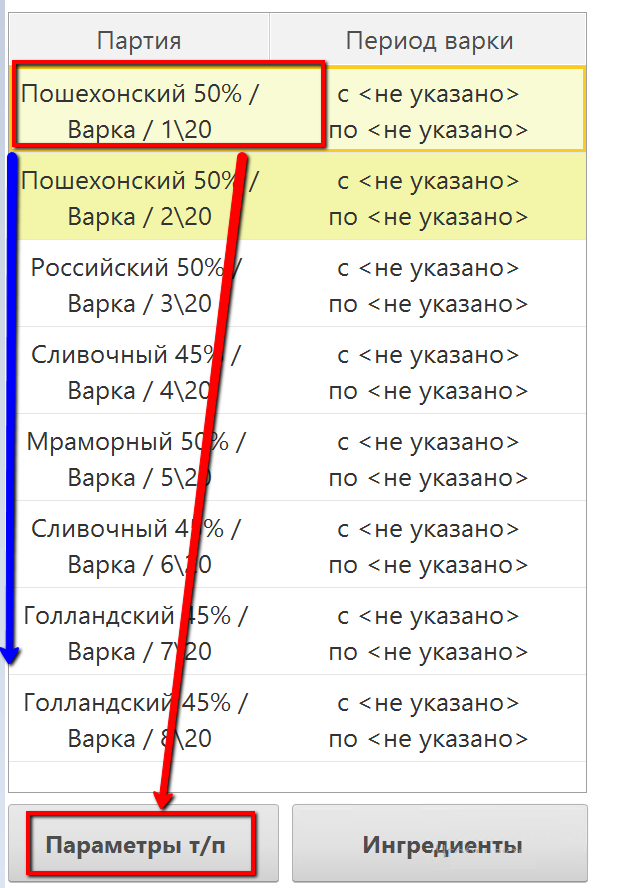 Партия Период варки
Пошехонский 50% / с <не указано>
Варка / 1\20 по <не указано>
Пошехонский 50% / с <не указано>
Варка / 2\20 по <не указано>
Российский 50% / с <не указано>
Варка / 3\20 по <не указано>
Сливочный 45% / с <не указано>
Варка / 4\20 по <не указано>
Мраморный 50% / с <не указано>
Варка / 5\20 по <не указано>
Сливочный 45% / с <не указано>
Варка / 6\20 по <не указано>
Голландский 45% / с <не указано>
Варка / 7\20 по <не указано>
Голландский 45% / с <не указано>
Варка / 8\20 по <не указано>
Параметры т/п Ингредиенты